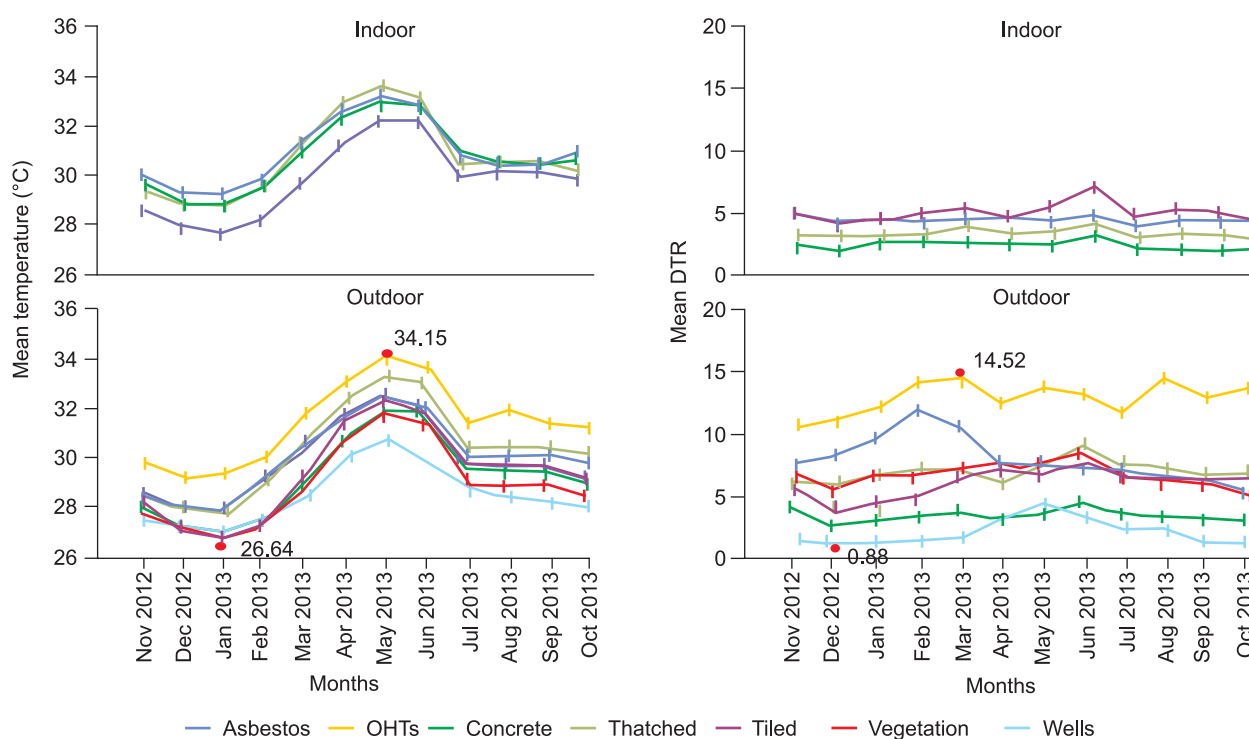 Indoor
36
34
32
30
28
26
Mean temperature (°C)
Outdoor
36
34
32
30
28
26
34.15
26.64
Nov 2012
Dec 2012
Jan 2013
Feb 2013
Mar 2013
Apr 2013
May 2013
Jun 2013
Jul 2013
Aug 2013
Sep 2013
Oct 2013
Months
Indoor
20
15
10
5
0
Mean DTR
Outdoor
20
15
10
5
0
14.52
0.88
Nov 2012
Dec 2012
Jan 2013
Feb 2013
Mar 2013
Apr 2013
May 2013
Jun 2013
Jul 2013
Aug 2013
Sep 2013
Oct 2013
Months
Asbestos OHTs Concrete Thatched Tiled Vegetation Wells